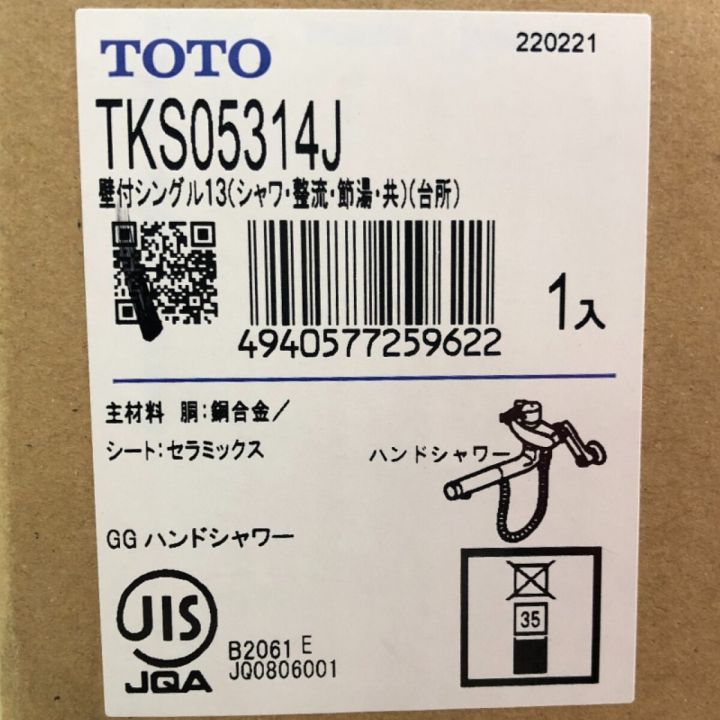 TOTO
220221
TKS05314J
壁付シングル13(シャワ・整流・節湯・共)(台所)
4940577259622
1入
主材料 胴:銅合金/
シート:セラミックス
ハンドシャワー
GG ハンドシャワー
35
JIS
JQA
B2061 E
JQ0806001